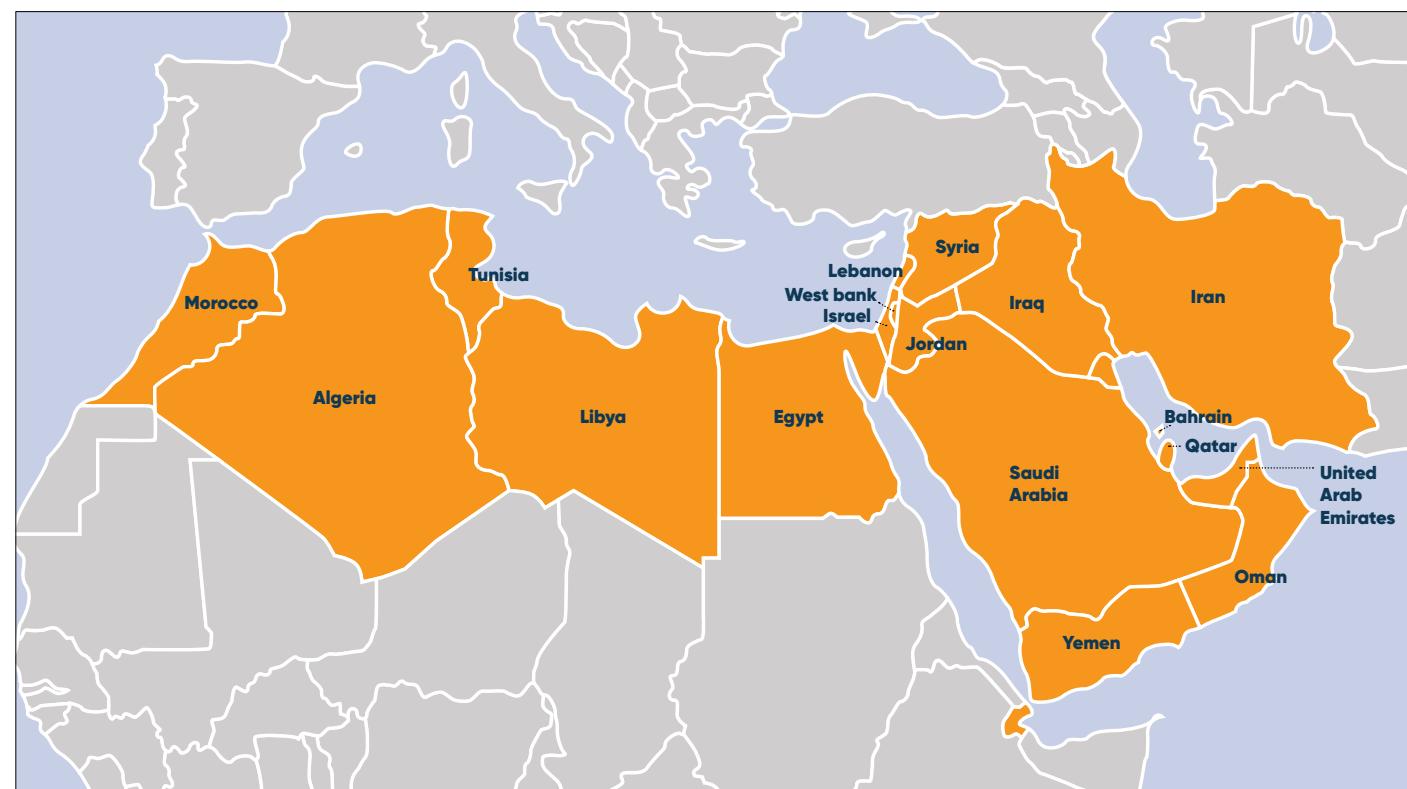 Syria
Lebanon
Tunisia
West bank
Iran
Morocco
Iraq
Israel
Jordan
Algeria
Libya
Egypt
Bahrain
Qatar
Saudi
Arabia
United
Arab
Emirates
Oman
Yemen